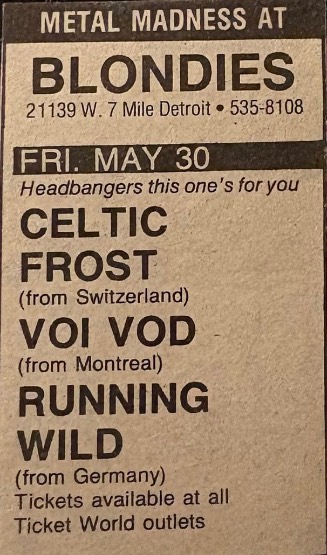 METAL MADNESS AT
BLONDIES
21139 W. 7 Mile Detroit • 535-8108
FRI. MAY 30
Headbangers this one's for you
CELTIC
FROST
(from Switzerland)
VOI VOD
(from Montreal)
RUNNING
WILD
(from Germany)
Tickets available at all
Ticket World outlets